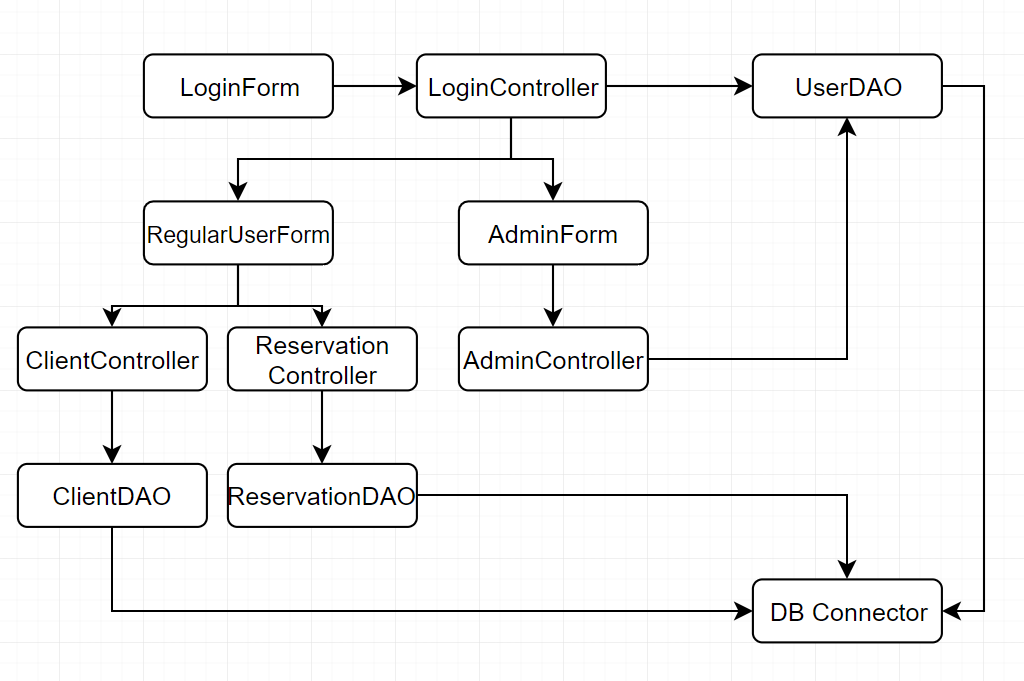 LoginForm
LoginController
UserDAO
RegularUserForm
AdminForm
ClientController
Reservation
Controller
AdminController
ClientDAO
ReservationDAO
DB Connector